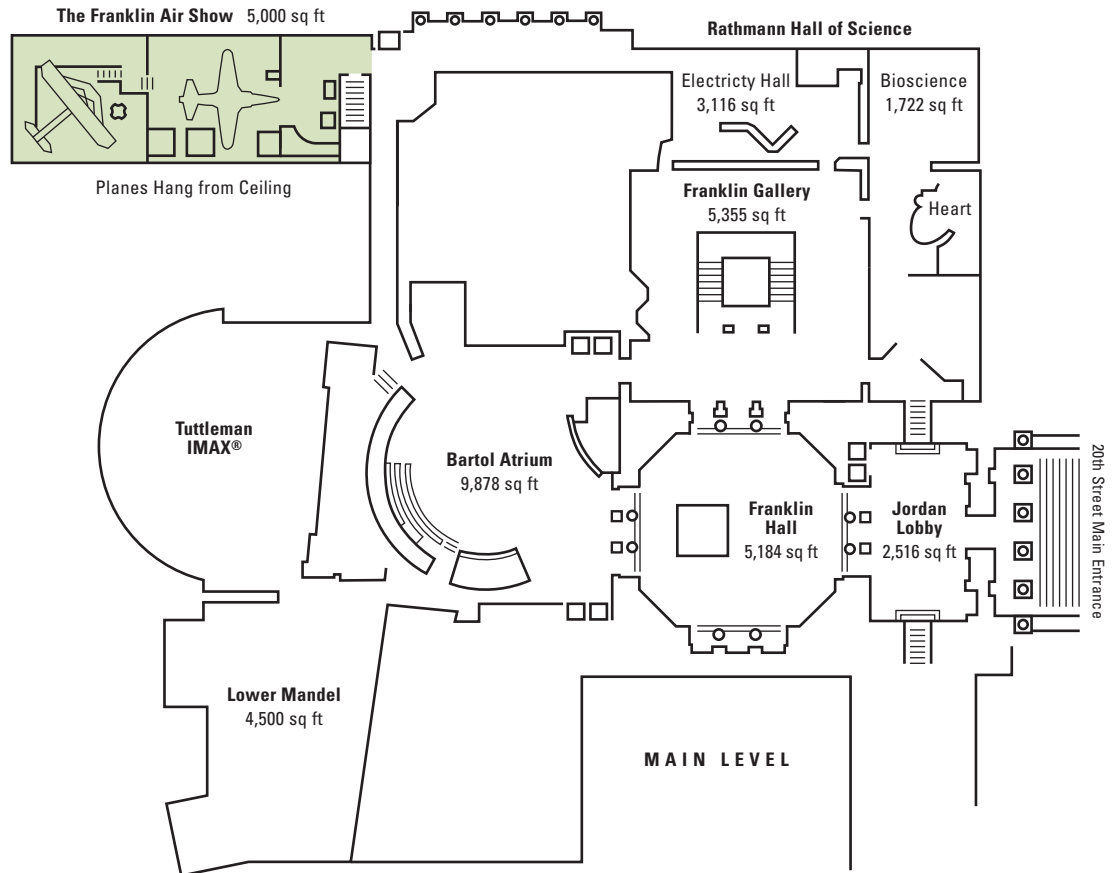 The Franklin Air Show 5,000 sq ft
Rathmann Hall of Science
Electricty Hall
3,116 sq ft
Bioscience
1,722 sq ft
Planes Hang from Ceiling
Franklin Gallery
5,355 sq ft
Heart
Tuttleman
IMAX®
Bartol Atrium
9,878 sq ft
Franklin
Hall
5,184 sq ft
Jordan
Lobby
2,516 sq ft
20th Street Main Entrance
Lower Mandel
4,500 sq ft
MAIN LEVEL